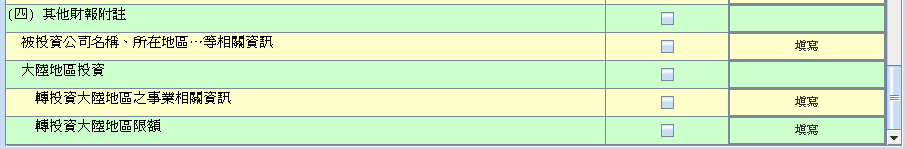 (四) 其他財報附註
被投資公司名稱、所在地區…等相關資訊 填寫
大陸地區投資
轉投資大陸地區之事業相關資訊 填寫
轉投資大陸地區限額 填寫